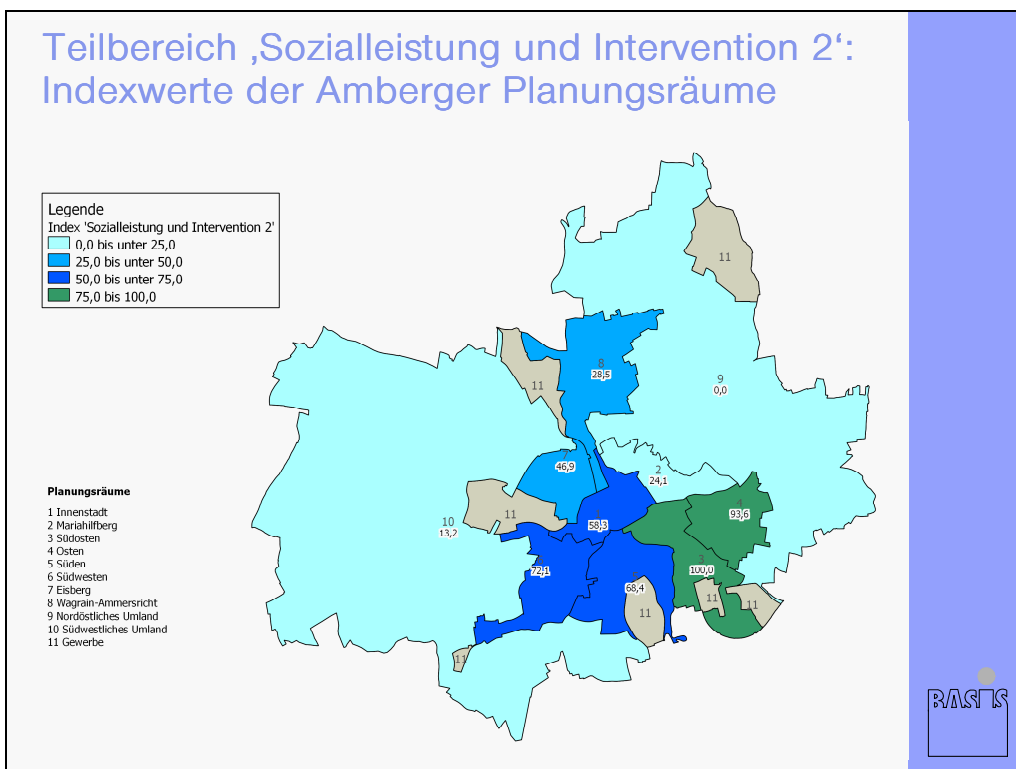 Teilbereich ‚Sozialleistung und Intervention 2‘:
Indexwerte der Amberger Planungsräume
Legende
Index 'Sozialleistung und Intervention 2'
0,0 bis unter 25,0
25,0 bis unter 50,0
50,0 bis unter 75,0
75,0 bis 100,0
11
8
28,5
11
9
0,0
7
46,9
2
24,1
4
93,6
10
13,2
11
1
58,3
72,1
3
100,0
68,4
11
11
11
11
Planungsräume
1 Innenstadt
2 Mariahilfberg
3 Südosten
4 Osten
5 Süden
6 Südwesten
7 Eisberg
8 Wagrain-Ammersricht
9 Nordöstliches Umland
10 Südwestliches Umland
11 Gewerbe
BASIS